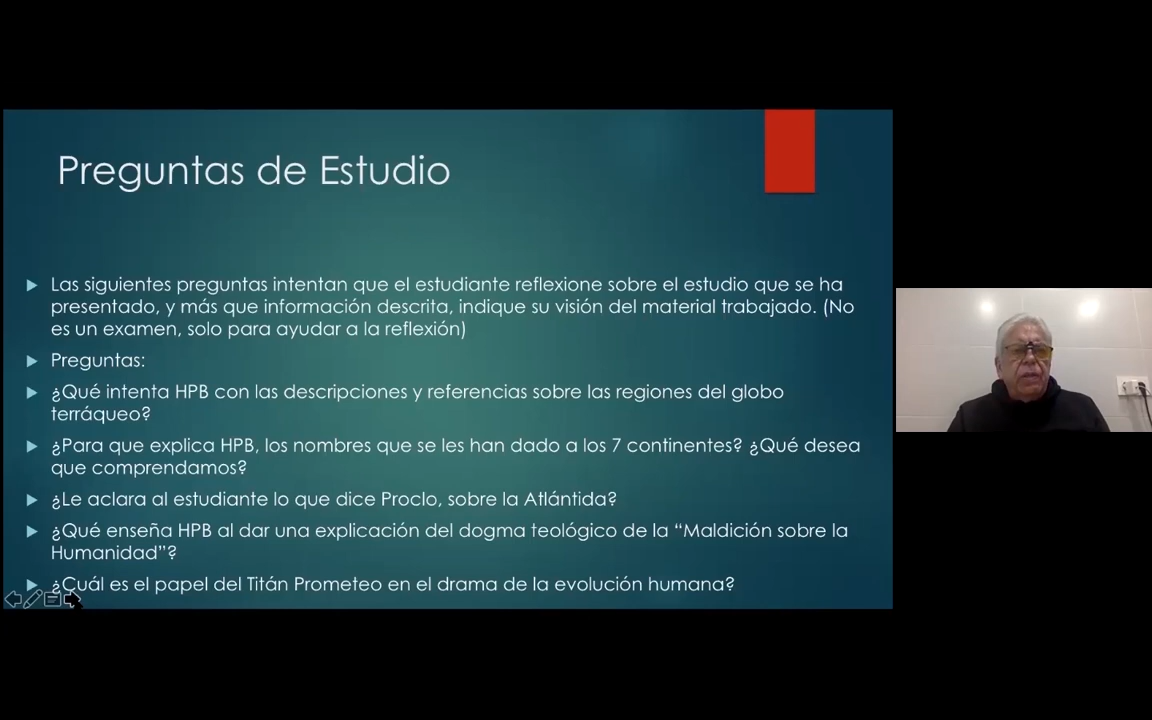 Preguntas de Estudio
Las siguientes preguntas intentan que el estudiante reflexione sobre el estudio que se ha
presentado, y más que información descrita, indique su visión del material trabajado. (No
es un examen, solo para ayudar a la reflexión)
Preguntas:
¿Qué intenta HPB con las descripciones y referencias sobre las regiones del globo
terráqueo?
¿Para que explica HPB, los nombres que se les han dado a los 7 continentes? ¿Qué desea
que comprendamos?
¿Le aclara al estudiante lo que dice Proclo, sobre la Atlántida?
¿Qué enseña HPB al dar una explicación del dogma teológico de la “Maldición sobre la
Humanidad”?
¿Cuál es el papel del Titán Prometeo en el drama de la evolución humana?